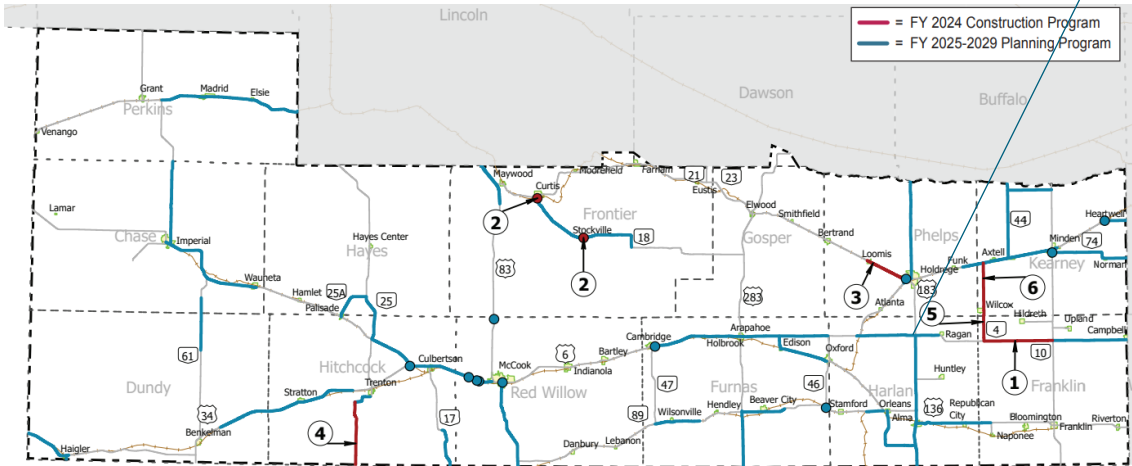 Lincoln
= FY 2024 Construction Program
= FY 2025-2029 Planning Program
Grant
Madrid
Elsie
Perkins
Venango
Dawson
Buffalo
Maywood
Curtis
Moorefield
Farnam
21
23
Eustis
2
Lamar
Chase
Imperial
Hayes Center
Hayes
Frontier
Stockville
18
Elwood
Smithfield
Gosper
Bertrand
Phelps
44
Heartwell
Minden
74
Loomis
Axtell
Kearney
Norman
Funk
Holdrege
83
2
3
183
6
Wauneta
Hamlet
25A
25
Palisade
283
Atlanta
5
Wilcox
Hildreth
Upland
4
Campbell
Ragan
10
1
61
Hitchcock
Culbertson
McCook
6
Bartley
Indianola
Cambridge
Arapahoe
Holbrook
Edison
Oxford
Dundy
Stratton
Trenton
Red Willow
47
Furnas
46
Harlan
Huntley
Franklin
34
4
17
89
Wilsonville
Hendley
Beaver City
Stamford
Orleans
Alma
136
Republican
City
Bloomington
Franklin
Riverton
Naponee
Benkelman
Haigler
Danbury
Lebanon